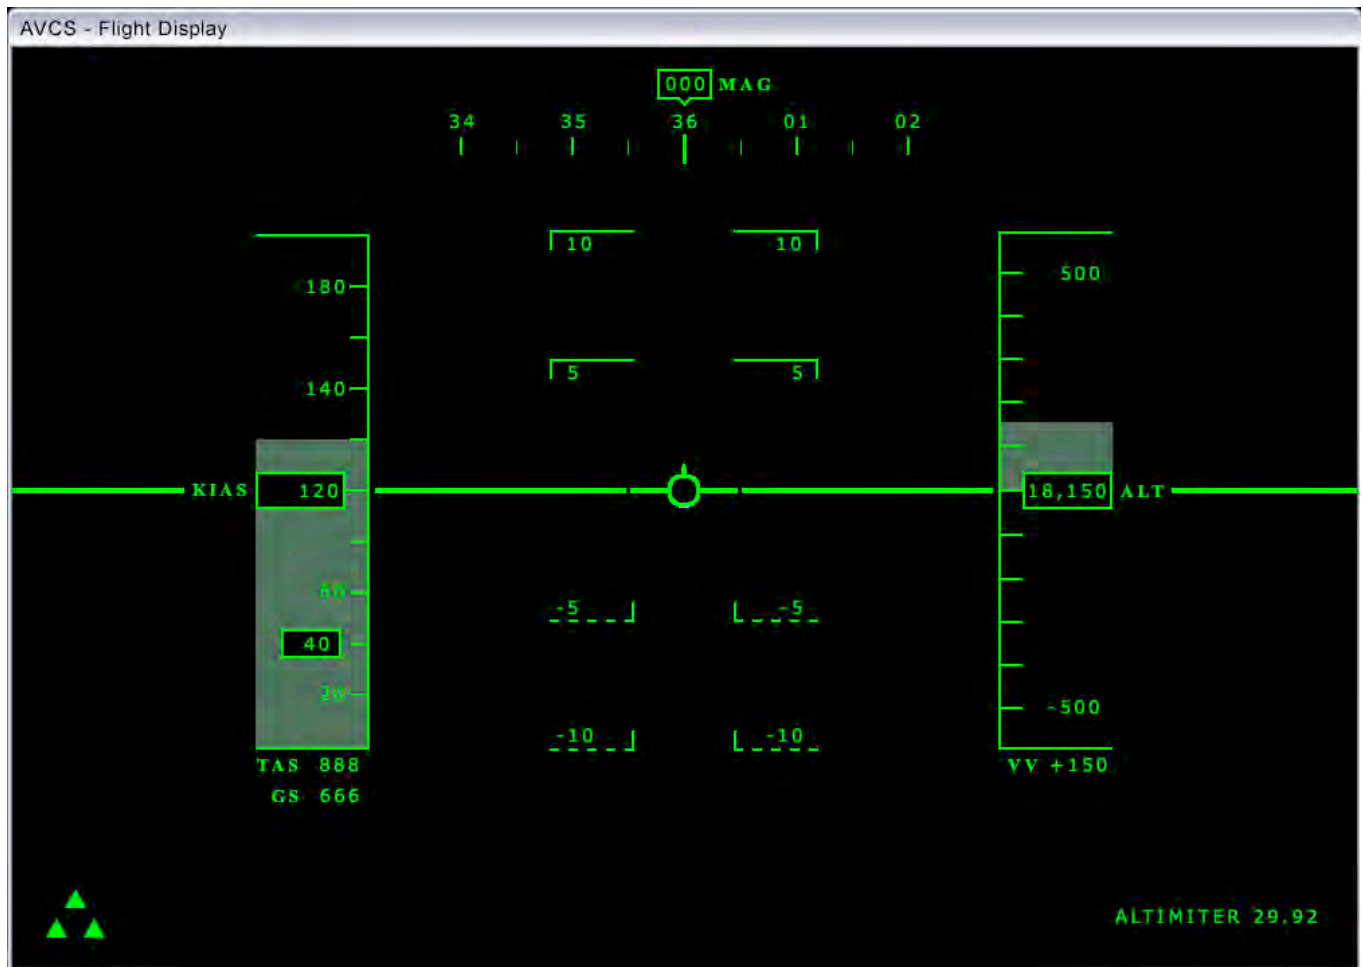 AVCS - Flight Display
000 MAG
34 35 36 01 02
10 10
180 500
5 5
140
KIAS 120 18,150 ALT
-5 -5
40
-500
-10 -10
TAS 888 VV +150
GS 666
ALTIMITER 29.92